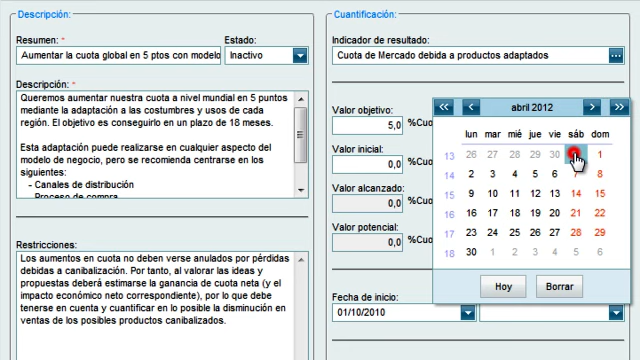 Descripción:
Resumen: *
Estado:
Aumentar la cuota global en 5 ptos con modelo
Inactivo
Descripción: *
Queremos aumentar nuestra cuota a nivel mundial en 5 puntos
mediante la adaptación a las costumbres y usos de cada
región. El objetivo es conseguirlo en un plazo de 18 meses.
Esta adaptación puede realizarse en cualquier aspecto del
modelo de negocio, pero se recomienda centrarse en los
siguientes:
- Canales de distribución
- Proceso de compra
Restricciones:
Los aumentos en cuota no deben verse anulados por pérdidas
debidas a canibalización. Por tanto, al valorar las ideas y
propuestas deberá estimarse la ganancia de cuota neta (y el
impacto económico neto correspondiente), por lo que debe
tenerse en cuenta y cuantificar en lo posible la disminución en
ventas de los posibles productos canibalizados.
Cuantificación:
Indicador de resultado:
Cuota de Mercado debida a productos adaptados
Valor objetivo:
5,0 %Cuo
Valor inicial:
0,0 %Cuo
Valor alcanzado:
0,0 %Cuo
Valor potencial:
0,0 %Cuo
Fecha de inicio:
01/10/2010
abril 2012
lun mar mié jue vie sáb dom
13 26 27 28 29 30 1
14 2 3 4 5 6 7 8
15 9 10 11 12 13 14 15
16 16 17 18 19 20 21 22
17 23 24 25 26 27 28 29
18 30 1 2 3 4 5 6
Hoy Borrar